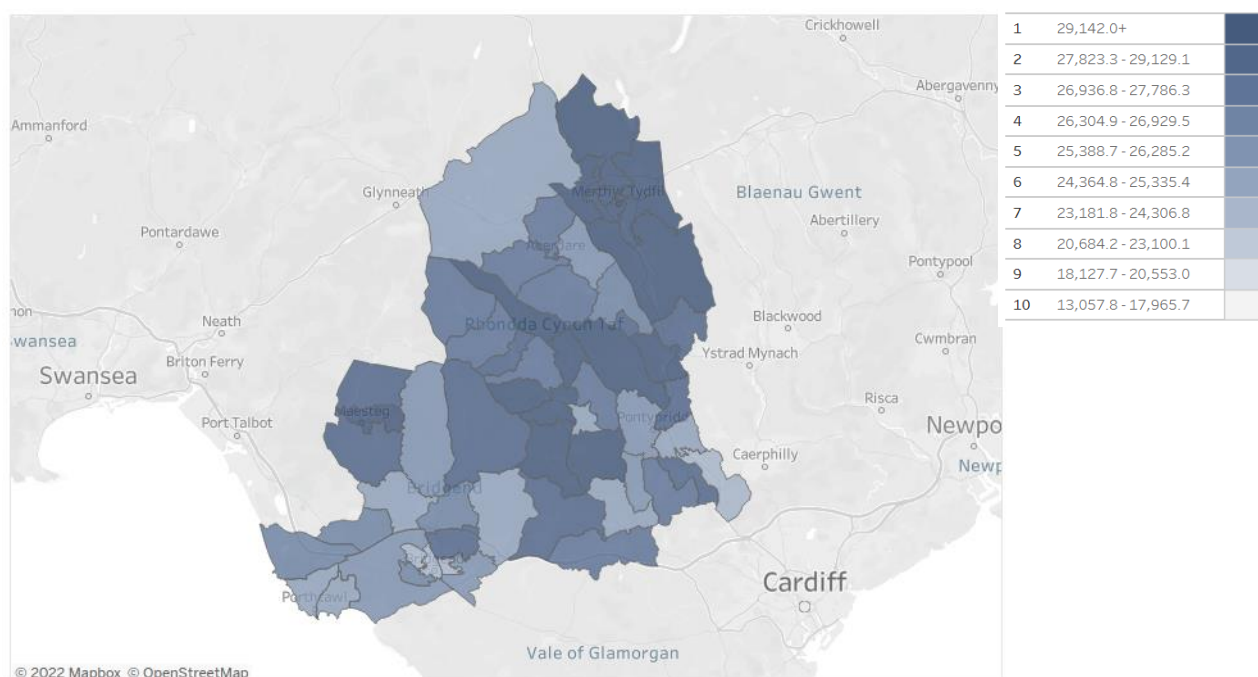 Crickhowell
Abergavenny
Ammanford
Merthyr Tydfil
Glynneath
Blaenau Gwent
Abertillery
Pontardawe
Aberdare
Pontypool
Blackwood
Neath
Rhondda Cynon Taf
Cwmbran
Swansea
Briton Ferry
Ystrad Mynach
Swansea
Risca
Maesteg
Pontypridd
Port Talbot
Newpo
Caerphilly
Newp
Bridgend
Cardiff
Porthcawl
Vale of Glamorgan
© 2022 Mapbox © OpenStreetMap
1 29,142.0+
2 27,823.3 - 29,129.1
3 26,936.8 - 27,786.3
4 26,304.9 - 26,929.5
5 25,388.7 - 26,285.2
6 24,364.8 - 25,335.4
7 23,181.8 - 24,306.8
8 20,684.2 - 23,100.1
9 18,127.7 - 20,553.0
10 13,057.8 - 17,965.7